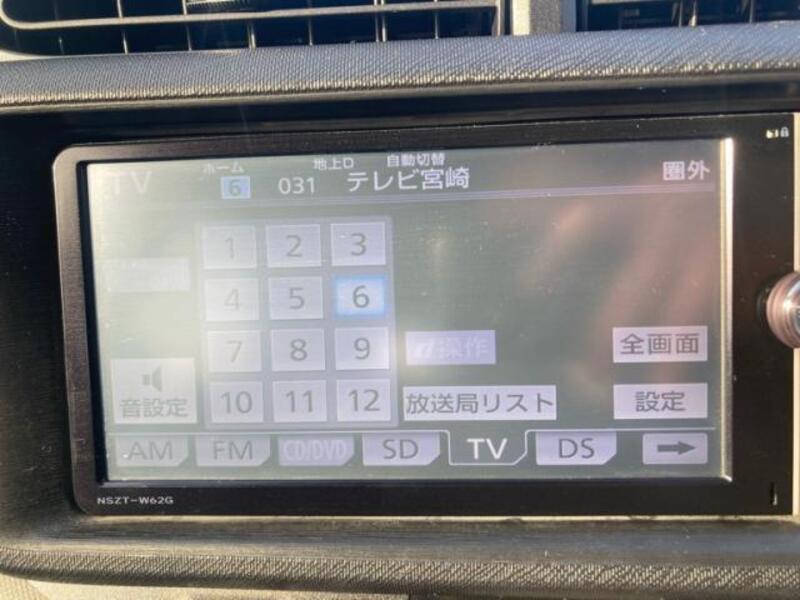 TV ホーム 地上D 自動切替
6 031 テレビ宮崎 圏外
1 2 3
4 5 6
7 8 9 操作 全画面
音設定 10 11 12 放送局リスト 設定
AM FM CD/DVD SD TV DS
NSZT-W62G